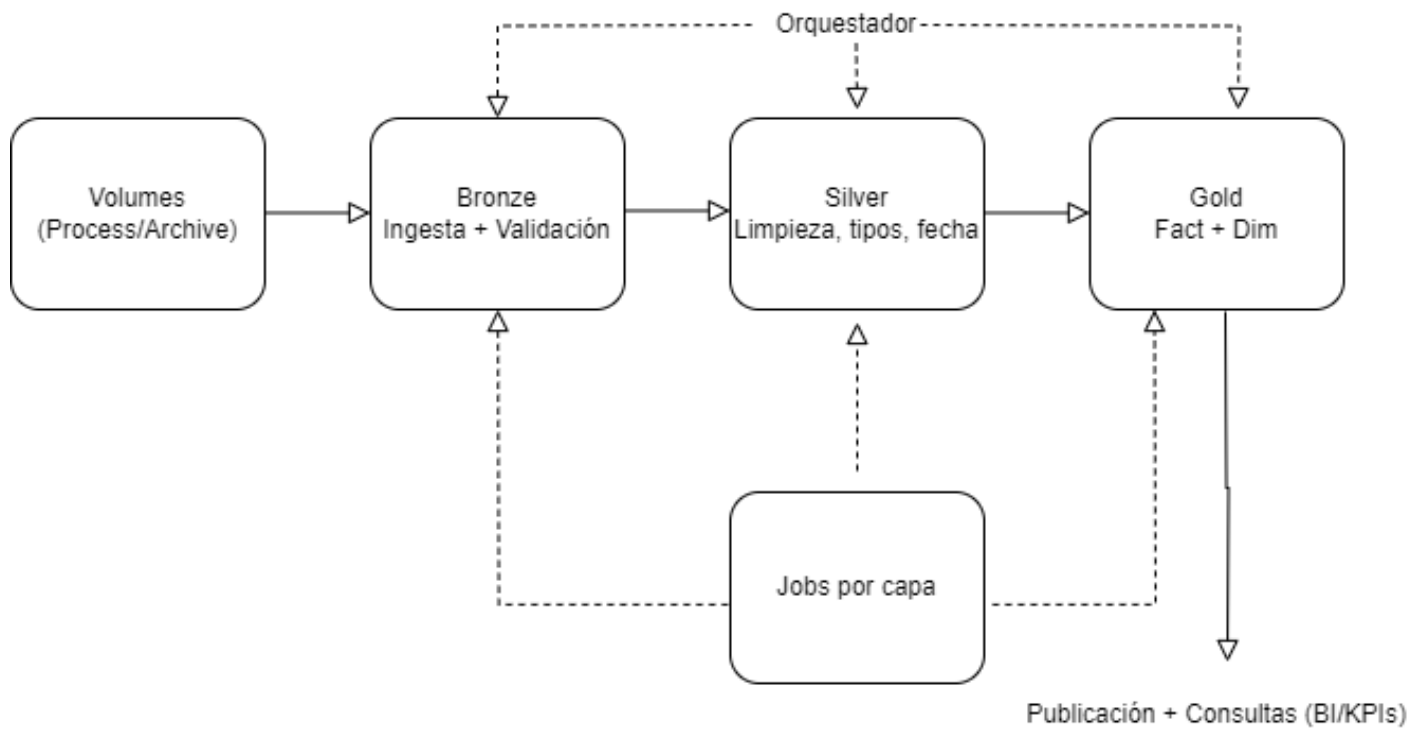 Orquestador
Volumes
(Process/Archive)
Bronze
Ingesta + Validación
Silver
Limpieza, tipos, fecha
Gold
Fact + Dim
Jobs por capa
Publicación + Consultas (BI/KPIs)